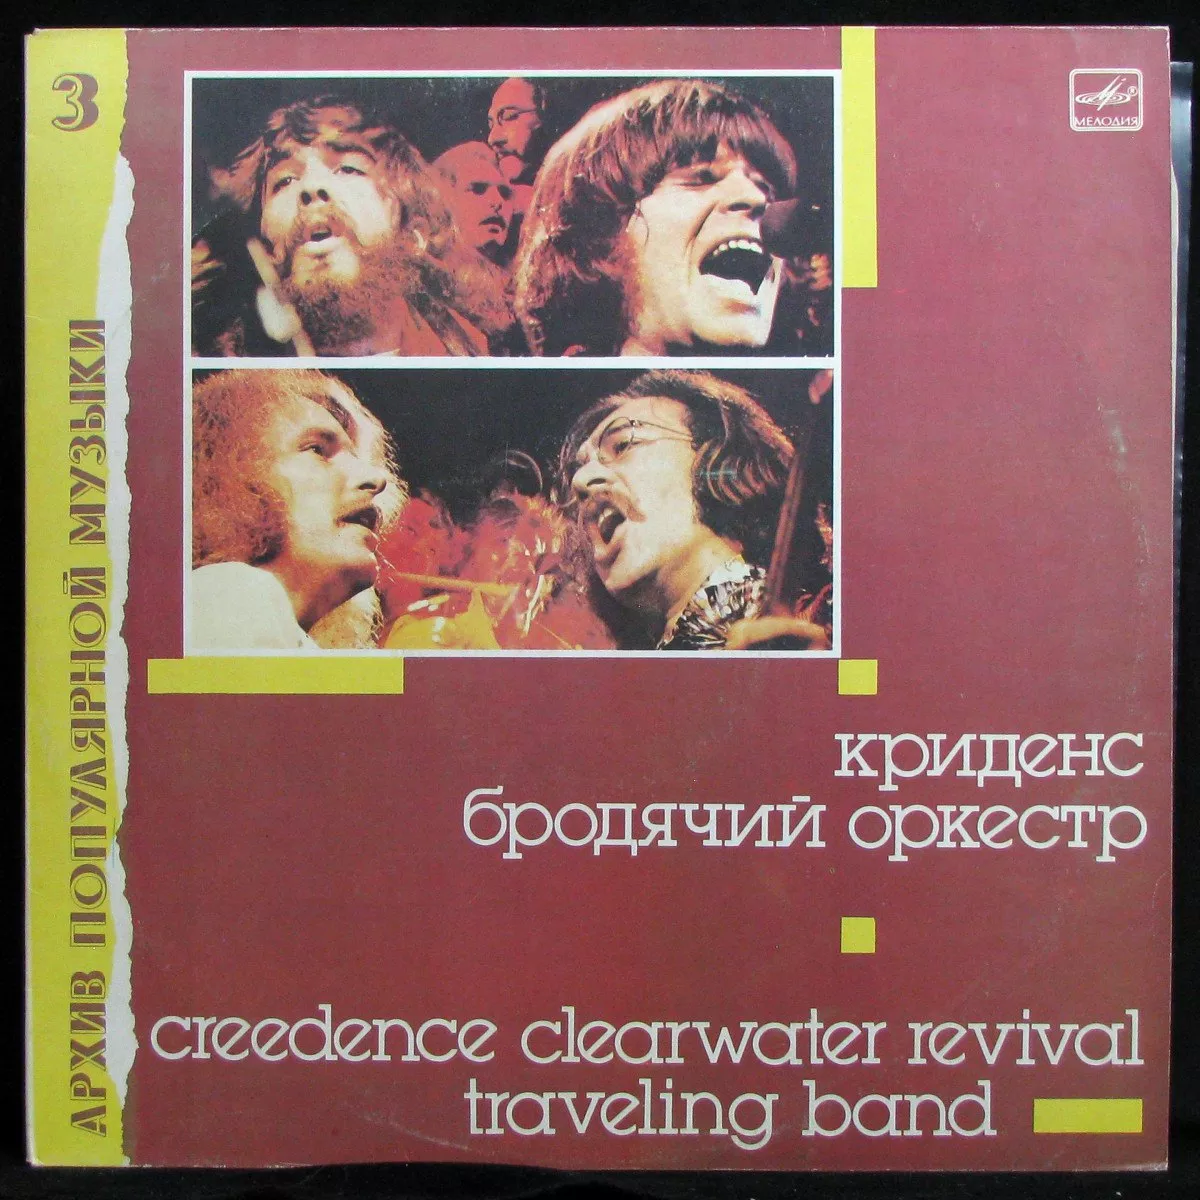 3
АРХИВ ПОПУЛЯРНОЙ МУЗЫКИ
МЕЛОДИЯ
®
криденс
бродячий оркестр
creedence clearwater revival
traveling band